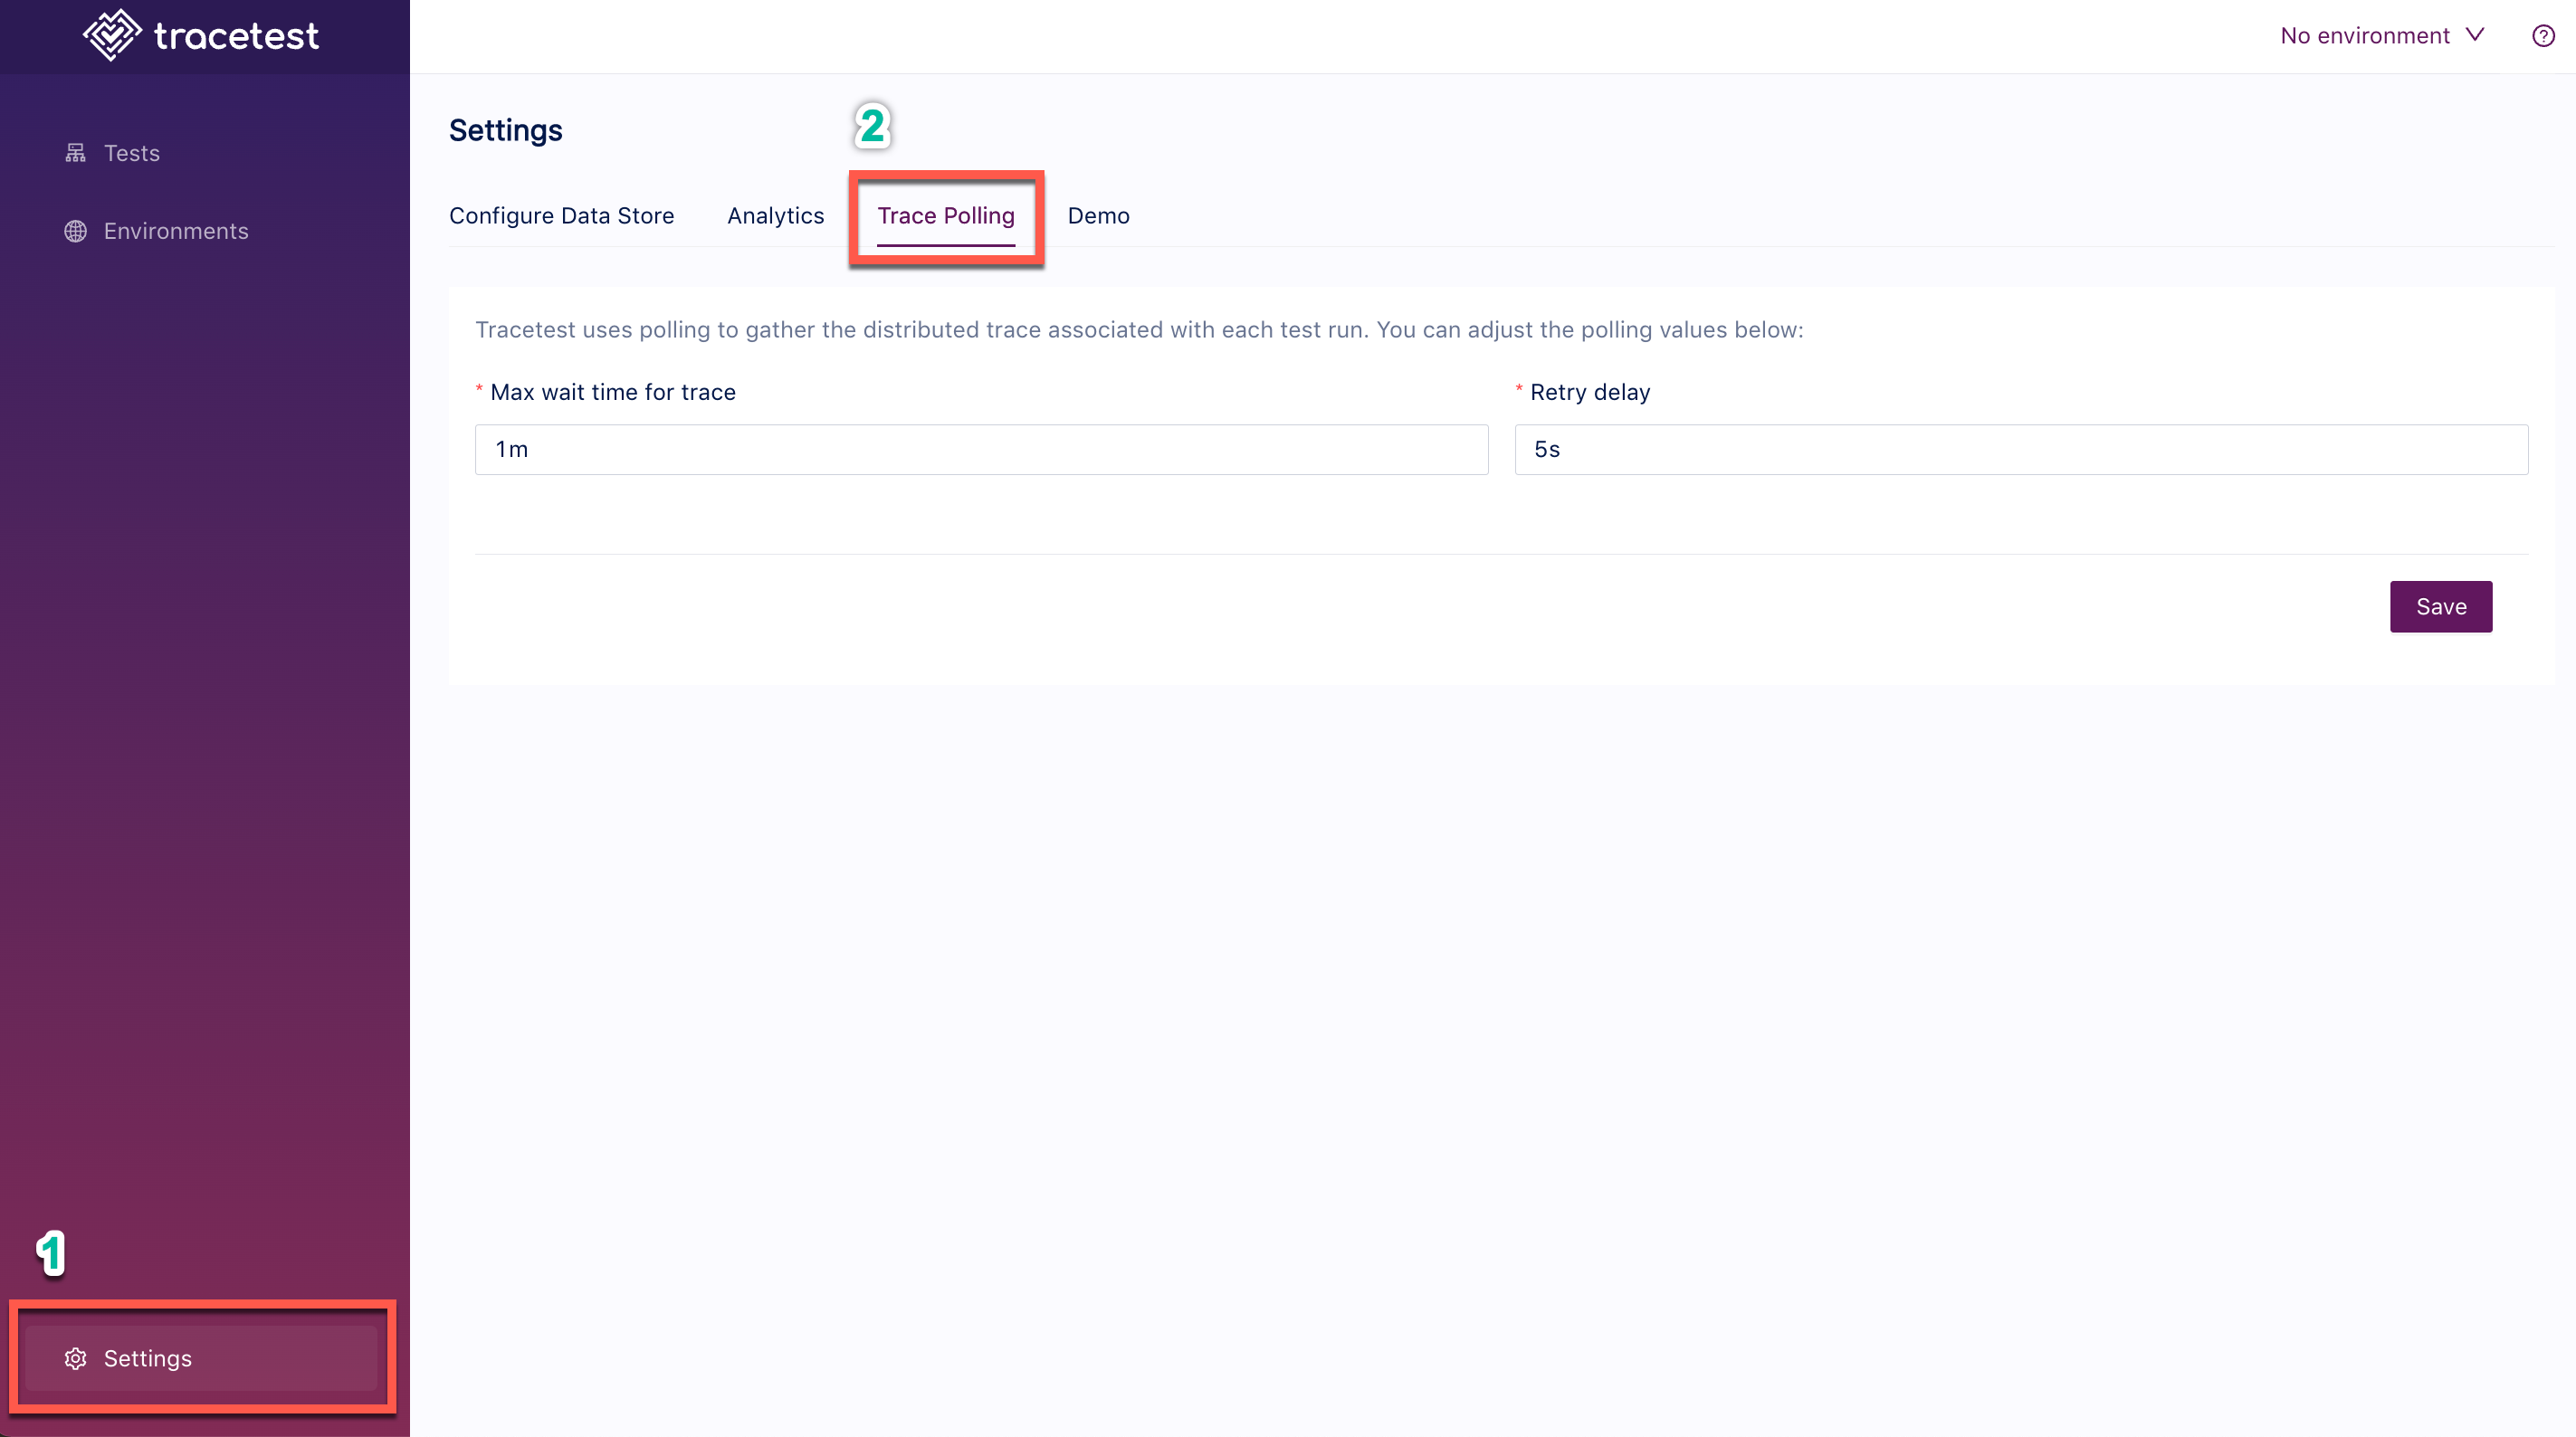 tracetest
No environment
Tests
Environments
Settings
2
Configure Data Store
Analytics
Trace Polling
Demo
Tracetest uses polling to gather the distributed trace associated with each test run. You can adjust the polling values below:
* Max wait time for trace
* Retry delay
1m
5s
Save
1
Settings